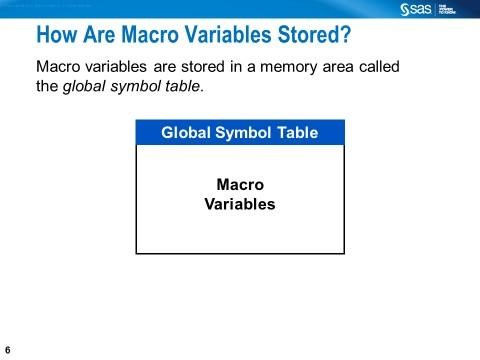 sas
THE
POWER
TO KNOW
How Are Macro Variables Stored?
Macro variables are stored in a memory area called
the global symbol table.
Global Symbol Table
Macro
Variables
6